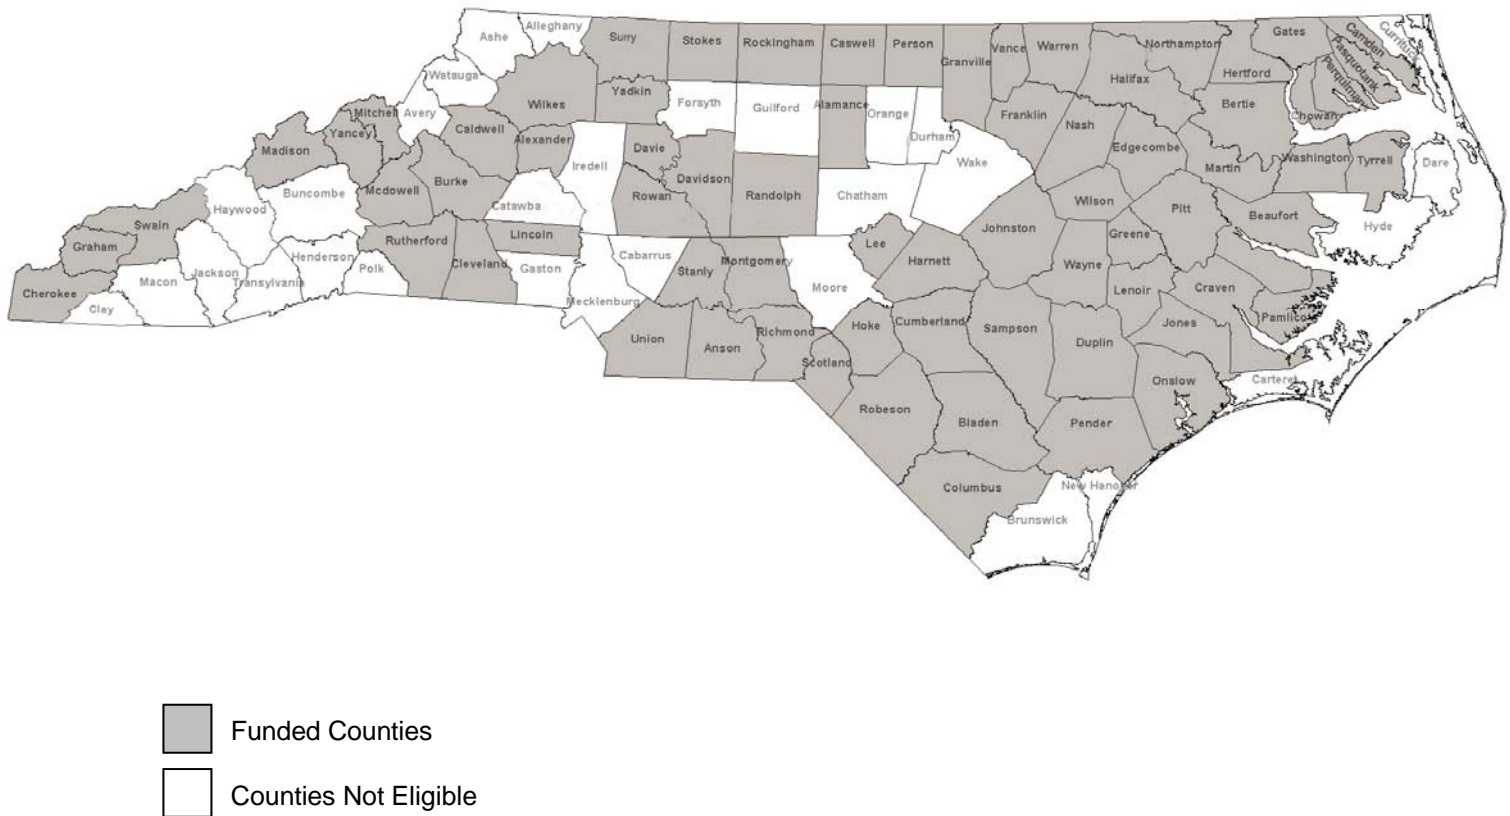 Alleghany
Ashe
Surry
Stokes
Rockingham
Caswell
Person
Granville
Vance
Warren
Northampton
Gates
Camden
Currituck
Pasquotank
Perquimans
Watauga
Wilkes
Yadkin
Forsyth
Guilford
Alamance
Orange
Durham
Franklin
Halifax
Hertford
Bertie
Chowan
Mitchell
Avery
Yancey
Caldwell
Alexander
Madison
Iredell
Davie
Nash
Edgecombe
Martin
Washington
Tyrrell
Dare
Wake
Buncombe
Mcdowell
Burke
Catawba
Rowan
Davidson
Randolph
Chatham
Wilson
Pitt
Beaufort
Hyde
Haywood
Swain
Graham
Rutherford
Lincoln
Cleveland
Gaston
Cabarrus
Stanly
Montgomery
Lee
Harnett
Johnston
Greene
Wayne
Lenoir
Craven
Pamlico
Henderson
Polk
Jackson
Transylvania
Macon
Cherokee
Clay
Mecklenburg
Moore
Union
Anson
Richmond
Scotland
Hoke
Cumberland
Sampson
Duplin
Jones
Onslow
Carteret
Robeson
Bladen
Pender
Columbus
New Hanover
Brunswick
Funded Counties
Counties Not Eligible